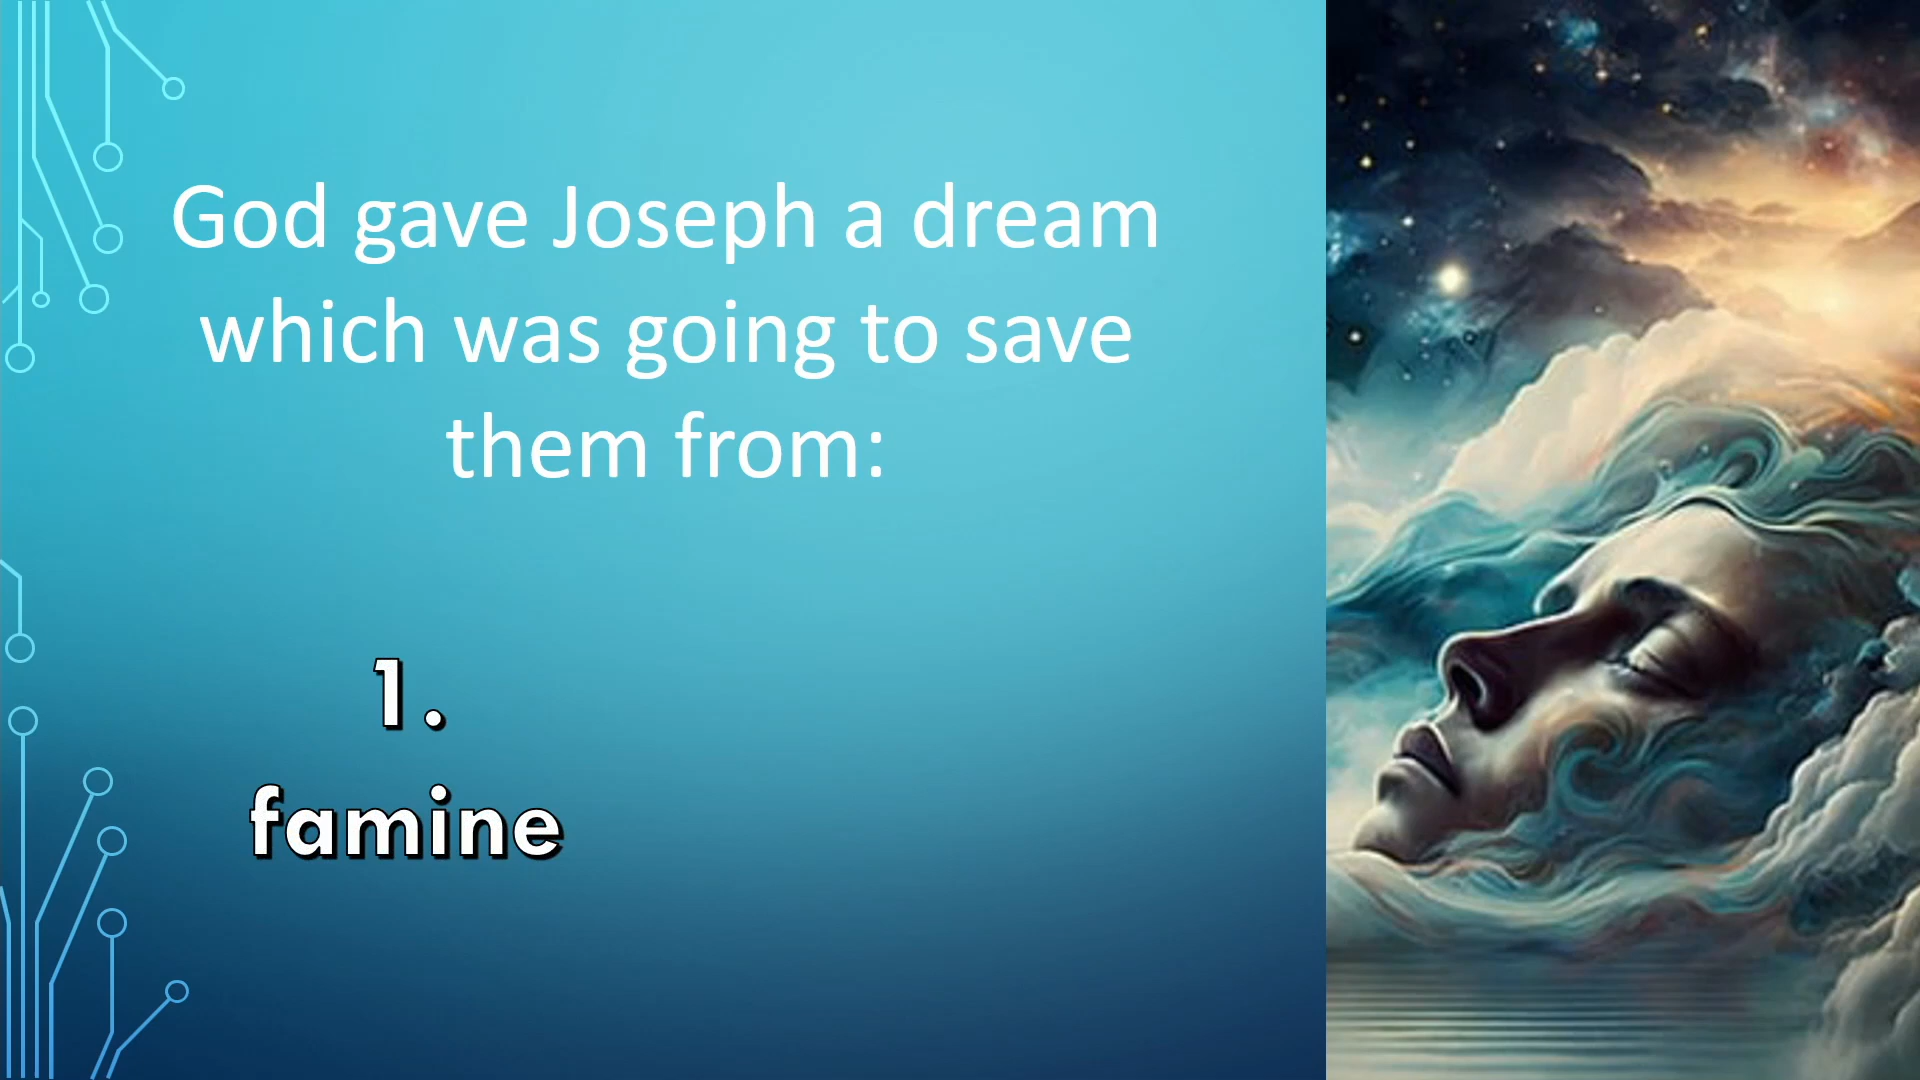 God gave Joseph a dream
which was going to save
them from:
1.
famine